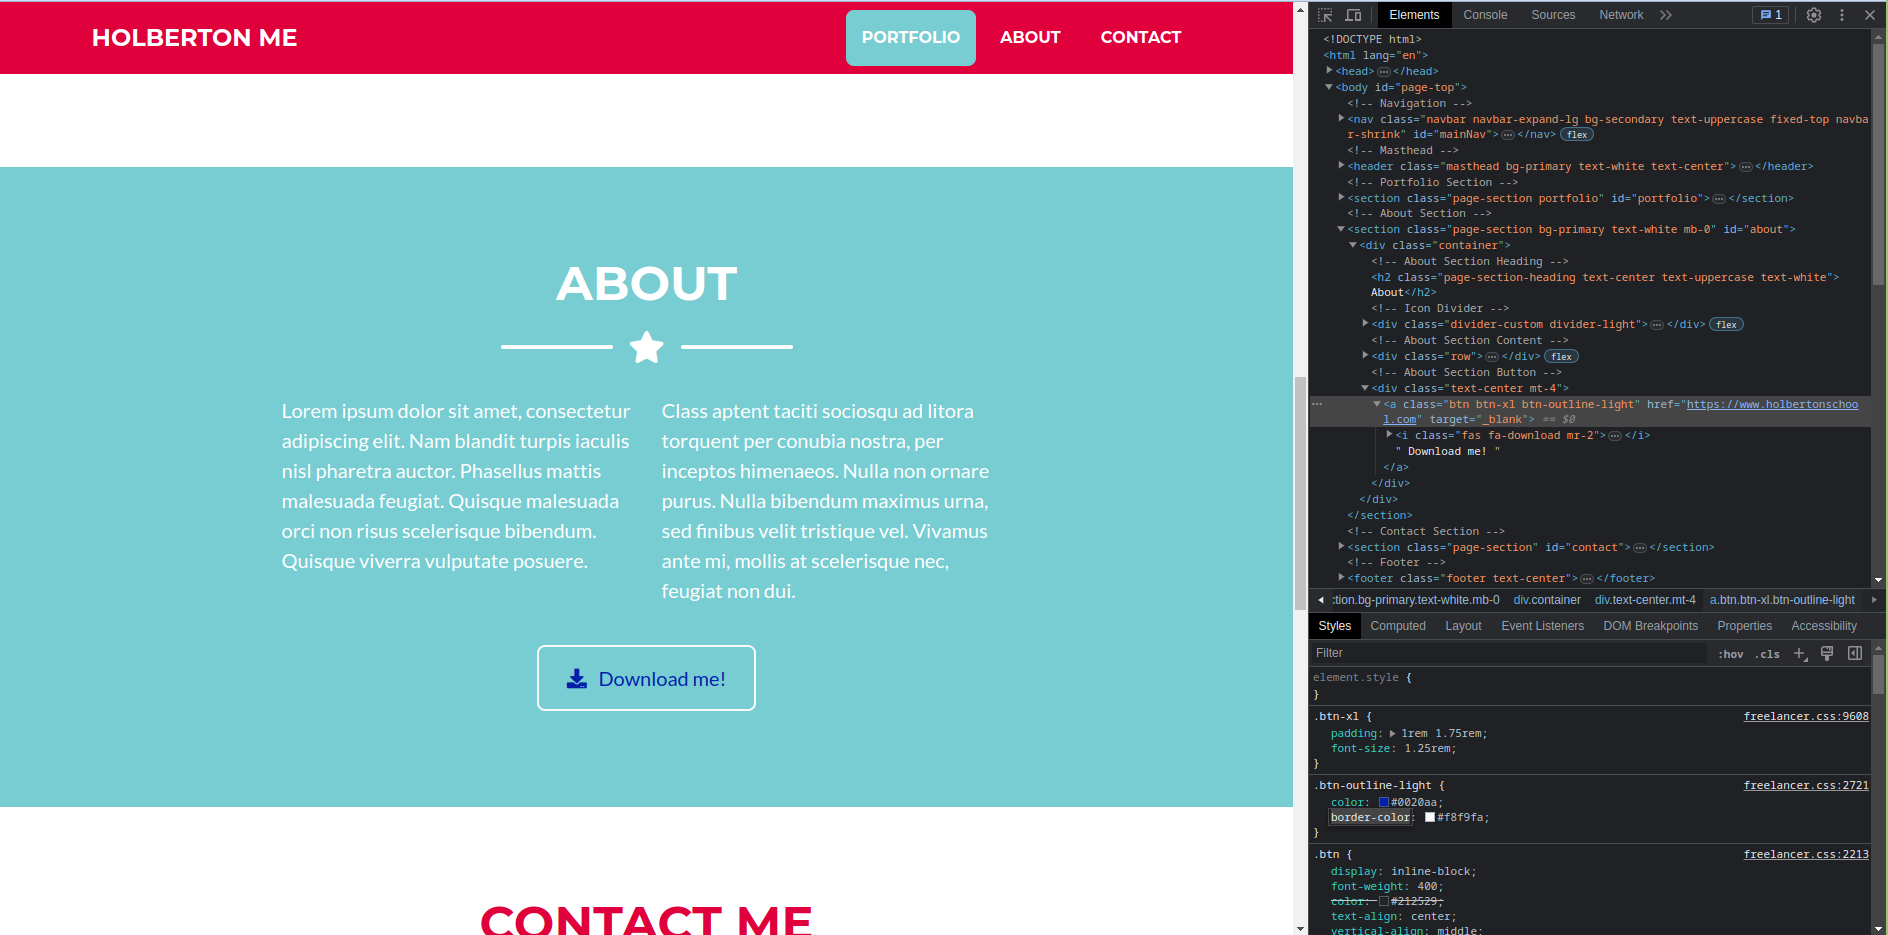 HOLBERTON ME
PORTFOLIO
ABOUT
CONTACT
ABOUT
Lorem ipsum dolor sit amet, consectetur
adipiscing elit. Nam blandit turpis iaculis
nisl pharetra auctor. Phasellus mattis
malesuada feugiat. Quisque malesuada
orci non risus scelerisque bibendum.
Quisque viverra vulputate posuere.
Class aptent taciti sociosqu ad litora
torquent per conubia nostra, per
inceptos himenaeos. Nulla non ornare
purus. Nulla bibendum maximus urna,
sed finibus velit tristique vel. Vivamus
ante mi, mollis at scelerisque nec,
feugiat non dui.
Download me!
CONTACT ME
Elements Console Sources Network 1
<!DOCTYPE html>
<html lang="en">
<head>…</head>
<body id="page-top">
<!-- Navigation -->
<nav class="navbar navbar-expand-lg bg-secondary text-uppercase fixed-top navba
r-shrink" id="mainNav">…</nav> flex
<!-- Masthead -->
<header class="masthead bg-primary text-white text-center">…</header>
<!-- Portfolio Section -->
<section class="page-section portfolio" id="portfolio">…</section>
<!-- About Section -->
<section class="page-section bg-primary text-white mb-0" id="about">
<div class="container">
<!-- About Section Heading -->
<h2 class="page-section-heading text-center text-uppercase text-white">
About</h2>
<!-- Icon Divider -->
<div class="divider-custom divider-light">…</div> flex
<!-- About Section Content -->
<div class="row">…</div> flex
<!-- About Section Button -->
<div class="text-center mt-4">
<a class="btn btn-xl btn-outline-light" href="https://www.holbertonschoo
l.com" target="_blank"> == $0
<i class="fas fa-download mr-2">…</i>
" Download me! "
</a>
</div>
</div>
</section>
<!-- Contact Section -->
<section class="page-section" id="contact">…</section>
<!-- Footer -->
<footer class="footer text-center">…</footer>
ction.bg-primary.text-white.mb-0 div.container div.text-center.mt-4 a.btn.btn-xl.btn-outline-light
Styles Computed Layout Event Listeners DOM Breakpoints Properties Accessibility
Filter :hov .cls
element.style {
}
.btn-xl { freelancer.css:9608
padding: 1rem 1.75rem;
font-size: 1.25rem;
}
.btn-outline-light { freelancer.css:2721
color: #0020aa;
border-color: #f8f9fa;
}
.btn { freelancer.css:2213
display: inline-block;
font-weight: 400;
color: #212529;
text-align: center;
vertical-align: middle;